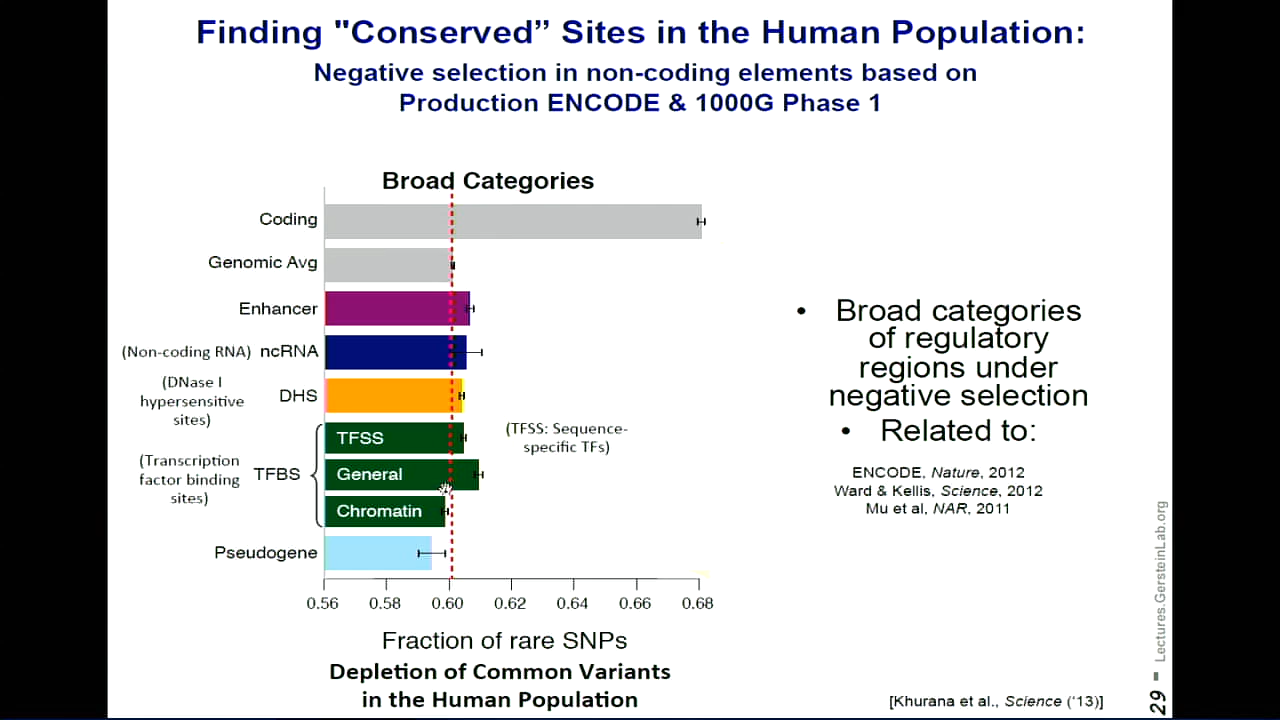 Finding "Conserved” Sites in the Human Population:
Negative selection in non-coding elements based on
Production ENCODE & 1000G Phase 1
Broad Categories
Coding
Genomic Avg
Enhancer
(Non-coding RNA) ncRNA
(DNase I
hypersensitive
sites)
DHS
TFSS
(TFSS: Sequence-
specific TFs)
(Transcription
factor binding
sites)
TFBS
General
Chromatin
Pseudogene
0.56 0.58 0.60 0.62 0.64 0.66 0.68
Fraction of rare SNPs
Depletion of Common Variants
in the Human Population
• Broad categories
of regulatory
regions under
negative selection
• Related to:
ENCODE, Nature, 2012
Ward & Kellis, Science, 2012
Mu et al, NAR, 2011
[Khurana et al., Science (‘13)]
29 - Lectures.GersteinLab.org